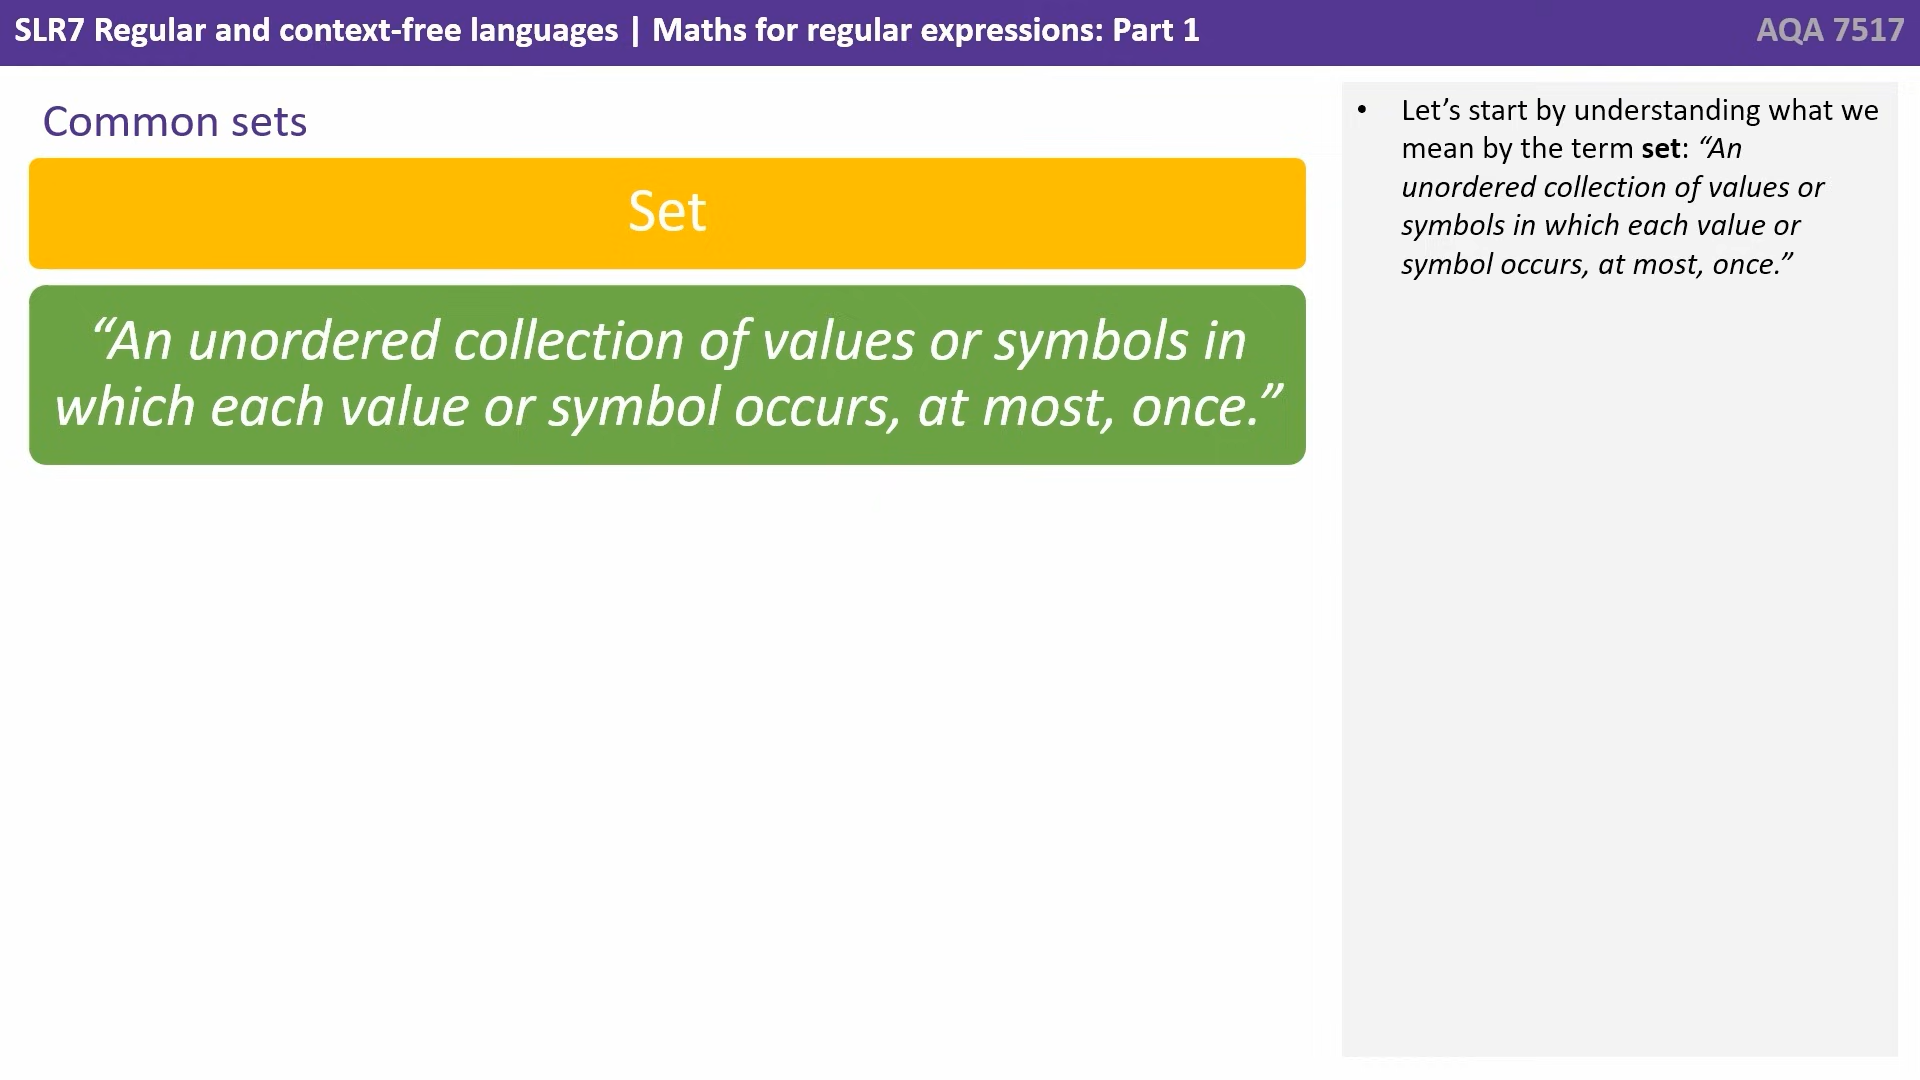 SLR7 Regular and context-free languages | Maths for regular expressions: Part 1
AQA 7517
Common sets
Set
“An unordered collection of values or symbols in
which each value or symbol occurs, at most, once.”
• Let’s start by understanding what we
mean by the term set: “An
unordered collection of values or
symbols in which each value or
symbol occurs, at most, once.”